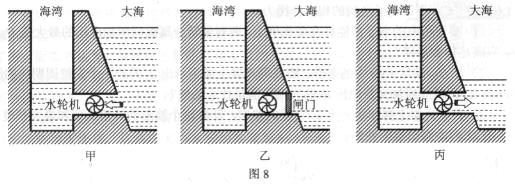 海湾 大海 海湾 大海 海湾 大海
水轮机 水轮机 闸门 水轮机
甲 乙 丙
图8